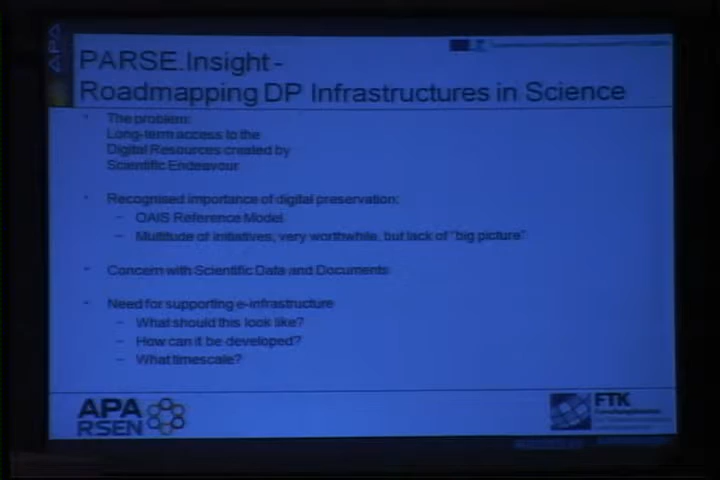 APA
PARSE.Insight -
Roadmapping DP Infrastructures in Science
The problem:
Long-term access to the
Digital Resources created by
Scientific Endeavour
Recognised importance of digital preservation:
– OAIS Reference Model
– Multitude of initiatives, very worthwhile, but lack of "big picture"
Concern with Scientific Data and Documents
Need for supporting e-infrastructure
– What should this look like?
– How can it be developed?
– What timescale?
APA
RSEN
FTK